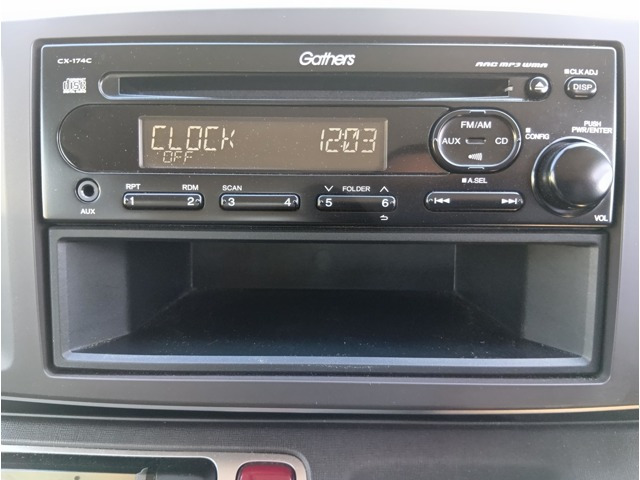 CX-174C
Gathers
AAC MP3 WMA
CLK ADJ
DISP
CLOCK 12:03
OFF
FM/AM
AUX
CD
CONFIG
PUSH
PWR/ENTER
AUX
RPT
RDM
SCAN
FOLDER
A.SEL
1
2
3
4
5
6
VOL